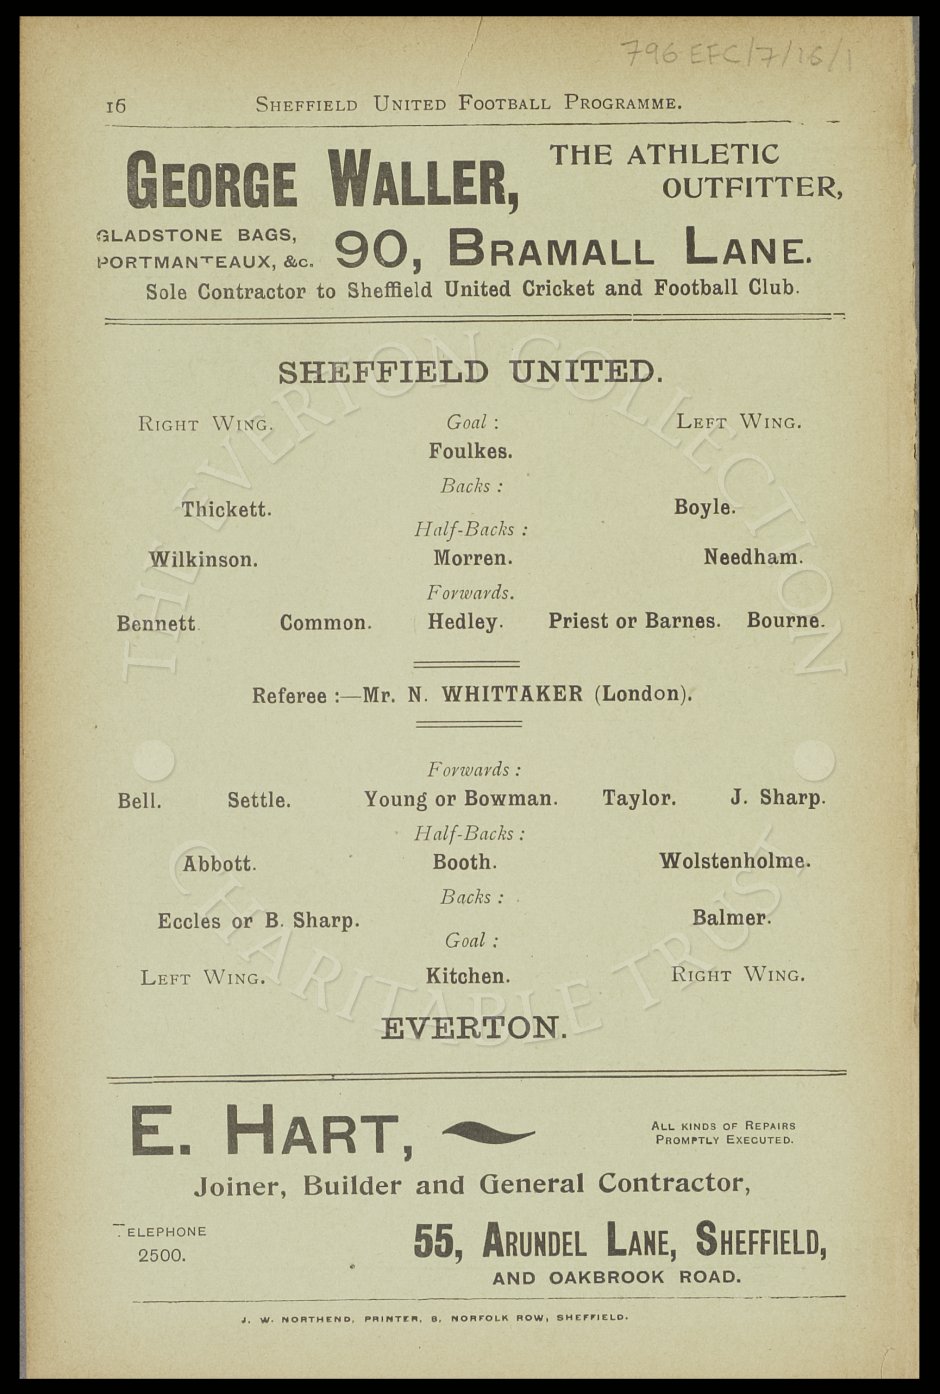 796 EFC/7/16/1
16 SHEFFIELD UNITED FOOTBALL PROGRAMME.
GEORGE WALLER, THE ATHLETIC
OUTFITTER,
GLADSTONE BAGS,
PORTMANTEAUX, &c. 90, BRAMALL LANE.
Sole Contractor to Sheffield United Cricket and Football Club.
SHEFFIELD UNITED.
RIGHT WING. Goal : LEFT WING.
Foulkes.
Backs :
Thickett. Boyle.
Half-Backs :
Wilkinson. Morren. Needham.
Forwards.
Bennett Common. Hedley. Priest or Barnes. Bourne.
Referee :—Mr. N. WHITTAKER (London).
Forwards :
Bell. Settle. Young or Bowman. Taylor. J. Sharp.
Half-Backs :
Abbott. Booth. Wolstenholme.
Backs :
Eccles or B. Sharp. Balmer.
Goal :
LEFT WING. Kitchen. RIGHT WING.
EVERTON.
E. HART, ALL KINDS OF REPAIRS
PROMPTLY EXECUTED.
Joiner, Builder and General Contractor,
TELEPHONE
2500. 55, ARUNDEL LANE, SHEFFIELD,
AND OAKBROOK ROAD.
J. W. NORTHEND, PRINTER, 8, NORFOLK ROW, SHEFFIELD.
THE EVERTON COLLECTION
CHARITABLE TRUST